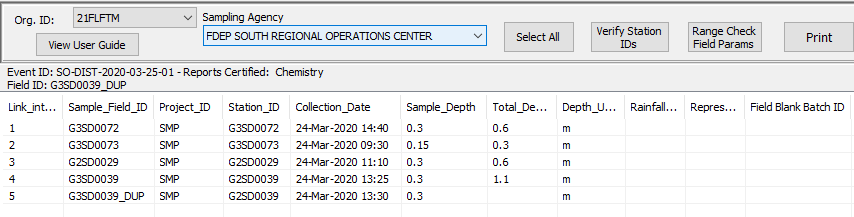 Org. ID: 21FLFTM Sampling Agency
FDEP SOUTH REGIONAL OPERATIONS CENTER
View User Guide Select All Verify Station IDs Range Check Field Params Print
Event ID: SO-DIST-2020-03-25-01 - Reports Certified: Chemistry
Field ID: G3SD0039_DUP
Link_int... Sample_Field_ID Project_ID Station_ID Collection_Date Sample_Depth Total_De... Depth_U... Rainfall... Repres... Field Blank Batch ID
1 G3SD0072 SMP G3SD0072 24-Mar-2020 14:40 0.3 0.6 m
2 G3SD0073 SMP G3SD0073 24-Mar-2020 09:30 0.15 0.3 m
3 G2SD0029 SMP G2SD0029 24-Mar-2020 11:10 0.3 0.6 m
4 G3SD0039 SMP G2SD0039 24-Mar-2020 13:25 0.3 1.1 m
5 G3SD0039_DUP SMP G2SD0039 24-Mar-2020 13:30 0.3 m